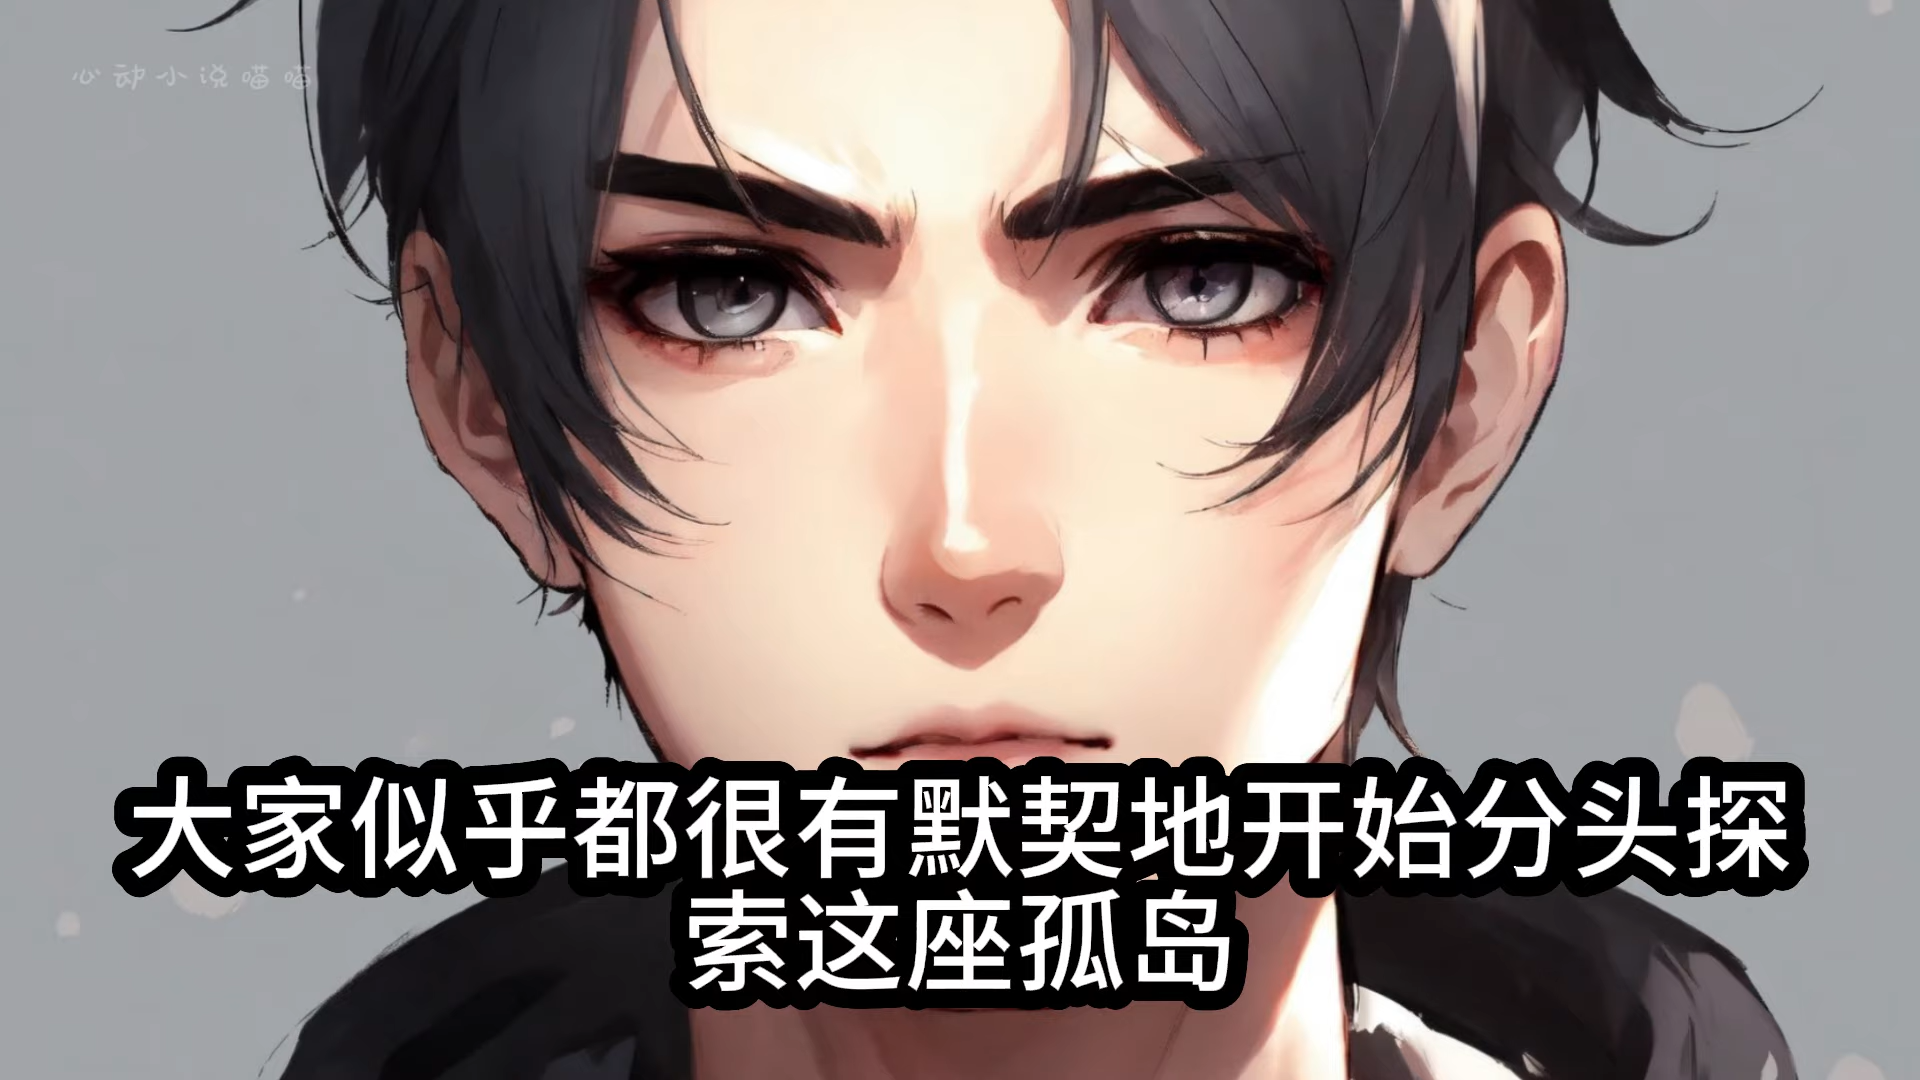 心动小说喵喵
大家似乎都很有默契地开始分头探
索这座孤岛